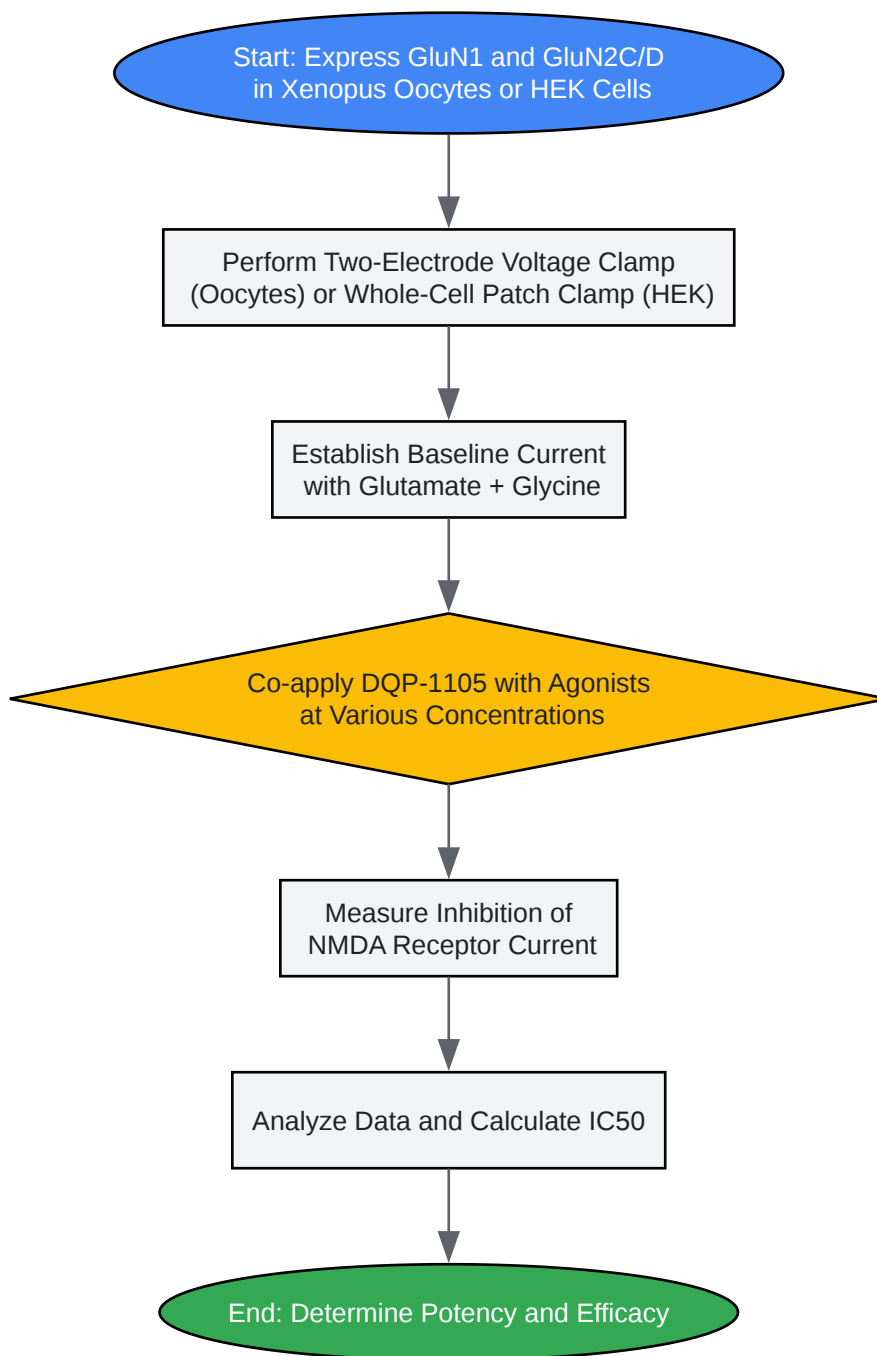 Start: Express GluN1 and GluN2C/D
in Xenopus Oocytes or HEK Cells
Perform Two-Electrode Voltage Clamp
(Oocytes) or Whole-Cell Patch Clamp (HEK)
Establish Baseline Current
with Glutamate + Glycine
Co-apply DQP-1105 with Agonists
at Various Concentrations
Measure Inhibition of
NMDA Receptor Current
Analyze Data and Calculate IC50
End: Determine Potency and Efficacy